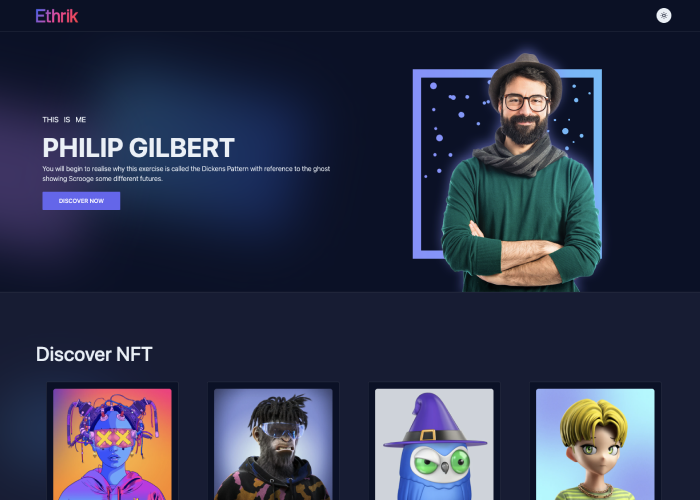 Ethrik
THIS IS ME
PHILIP GILBERT
You will begin to realise why this exercise is called the Dickens Pattern with reference to the ghost
showing Scrooge some different futures.
DISCOVER NOW
Discover NFT